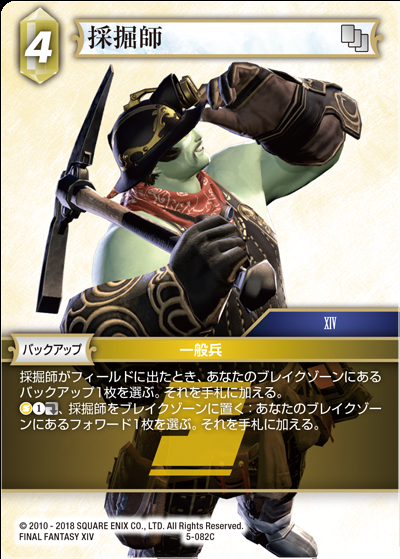 4
採掘師
XIV
バックアップ
一般兵
採掘師がフィールドに出たとき、あなたのブレイクゾーンにある
バックアップ1枚を選ぶ。それを手札に加える。
1、採掘師をブレイクゾーンに置く:あなたのブレイクゾー
ンにあるフォワード1枚を選ぶ。それを手札に加える。
© 2010 - 2018 SQUARE ENIX CO., LTD. All Rights Reserved.
FINAL FANTASY XIV
5-082C